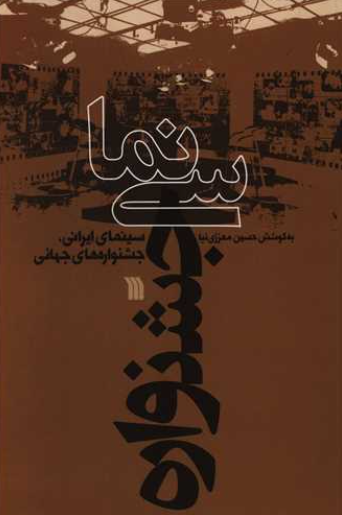 سینما
جشنواره
سینمای ایرانی،
جشنواره‌های جهانی
به کوشش حسین معززی‌نیا